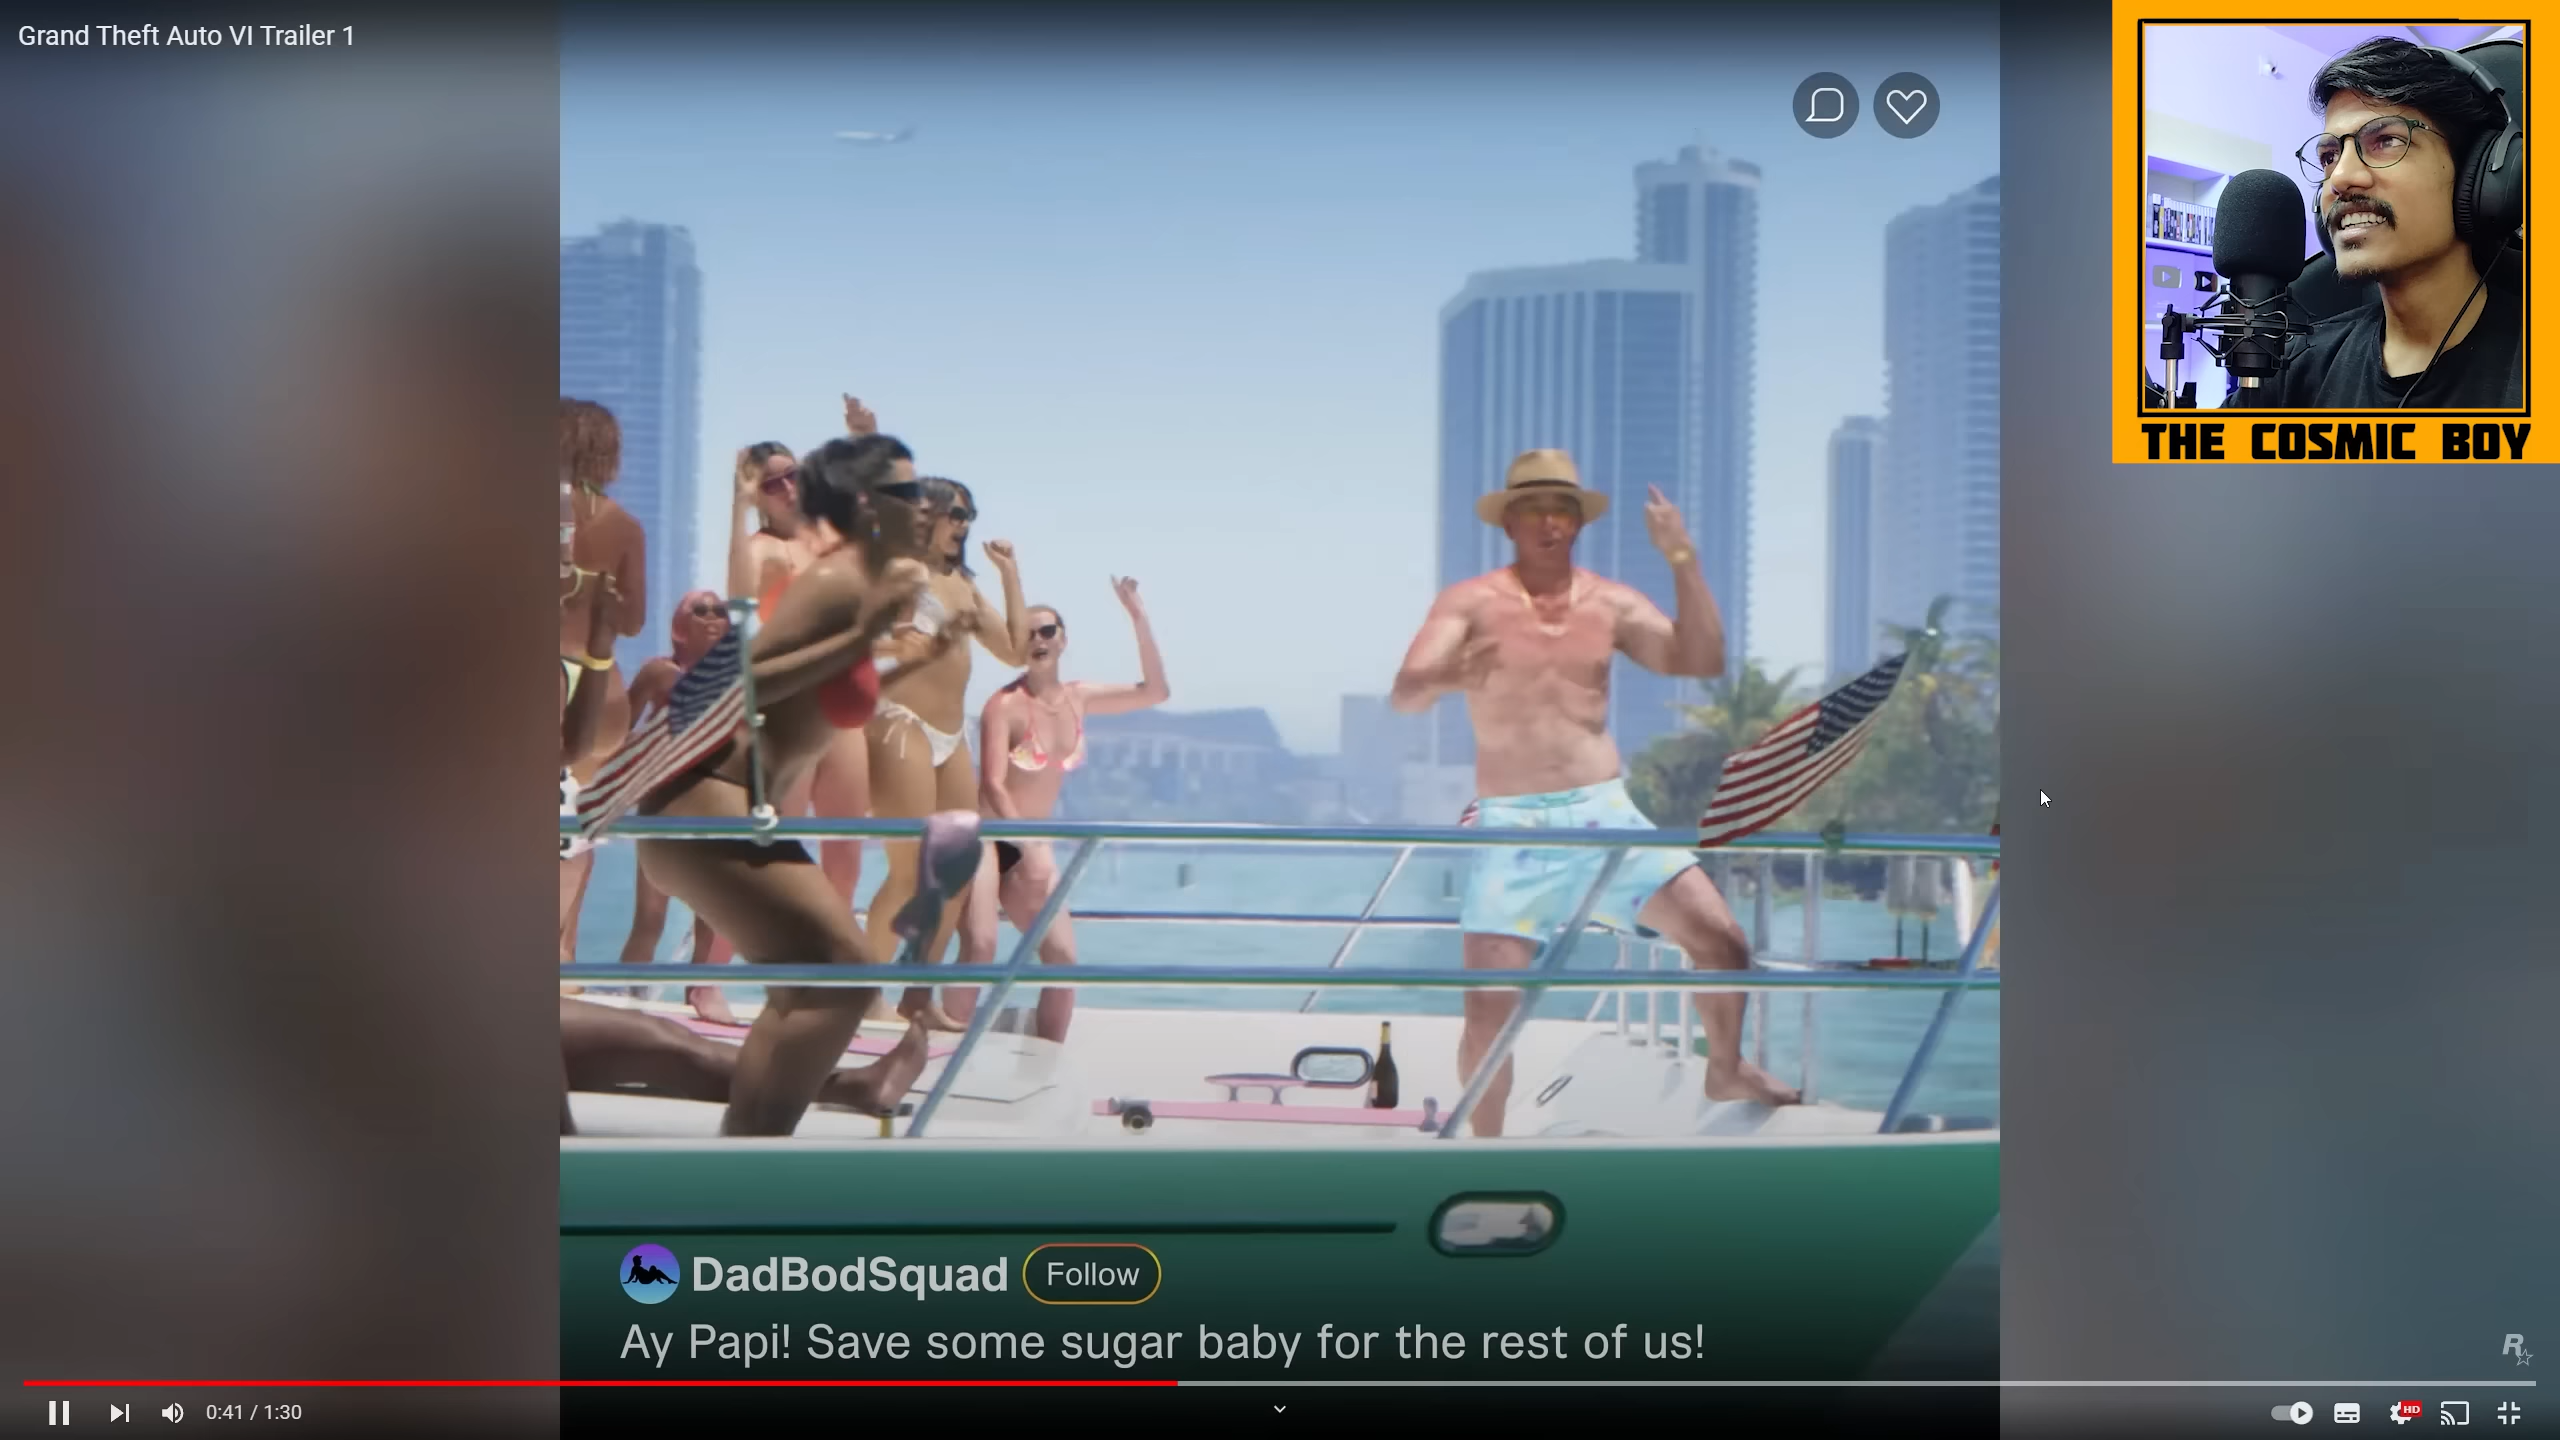 Grand Theft Auto VI Trailer 1
THE COSMIC BOY
DadBodSquad Follow
Ay Papi! Save some sugar baby for the rest of us!
R
0:41 / 1:30
HD